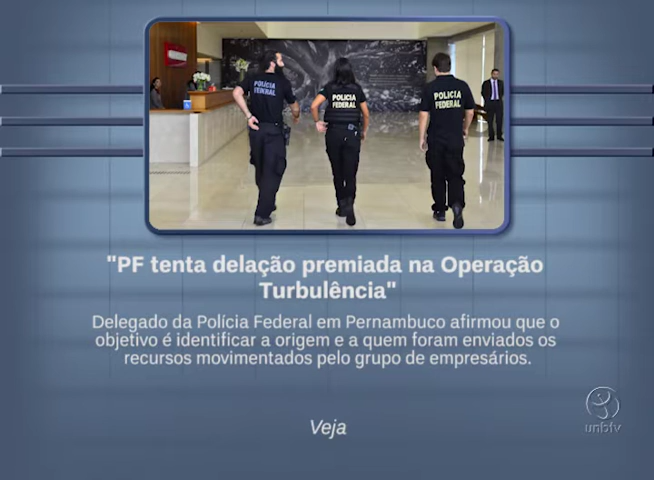 POLÍCIA
FEDERAL
POLÍCIA
FEDERAL
POLÍCIA
FEDERAL
"PF tenta delação premiada na Operação
Turbulência"
Delegado da Polícia Federal em Pernambuco afirmou que o
objetivo é identificar a origem e a quem foram enviados os
recursos movimentados pelo grupo de empresários.
Veja
unbtv